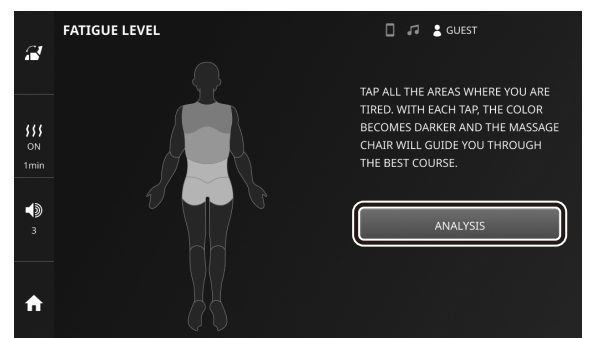 FATIGUE LEVEL
GUEST
ON
1min
3
TAP ALL THE AREAS WHERE YOU ARE
TIRED. WITH EACH TAP, THE COLOR
BECOMES DARKER AND THE MASSAGE
CHAIR WILL GUIDE YOU THROUGH
THE BEST COURSE.
ANALYSIS